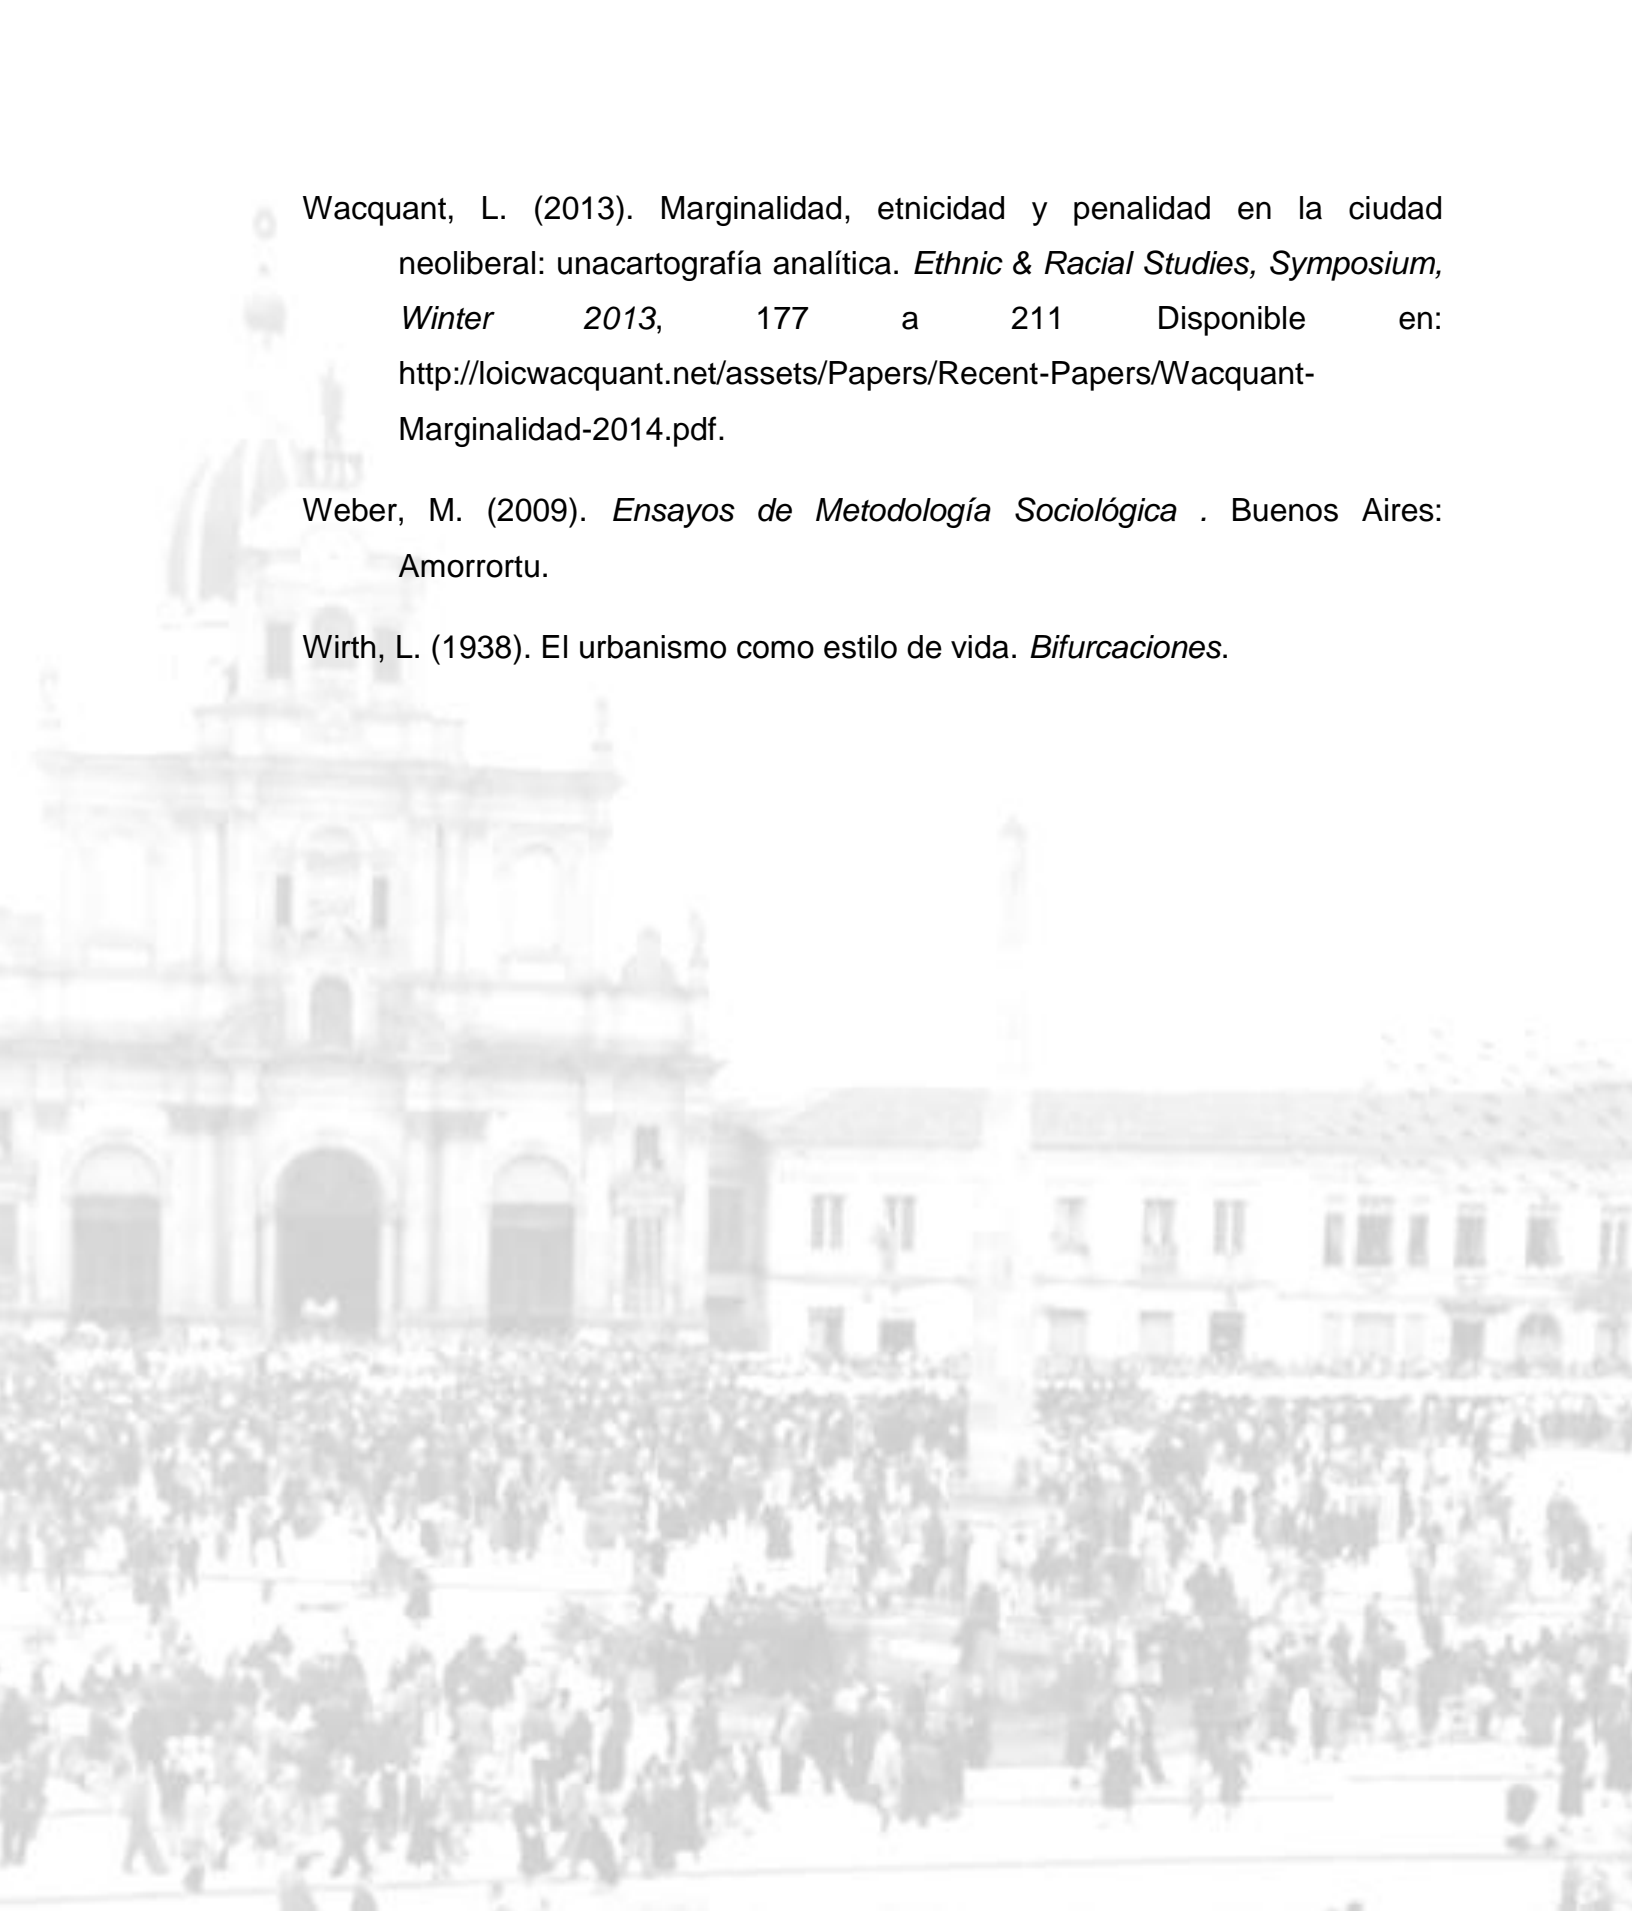 Wacquant, L. (2013). Marginalidad, etnicidad y penalidad en la ciudad
neoliberal: unacartografía analítica. Ethnic & Racial Studies, Symposium,
Winter 2013, 177 a 211 Disponible en:
http://loicwacquant.net/assets/Papers/Recent-Papers/Wacquant-
Marginalidad-2014.pdf.
Weber, M. (2009). Ensayos de Metodología Sociológica . Buenos Aires:
Amorrortu.
Wirth, L. (1938). El urbanismo como estilo de vida. Bifurcaciones.